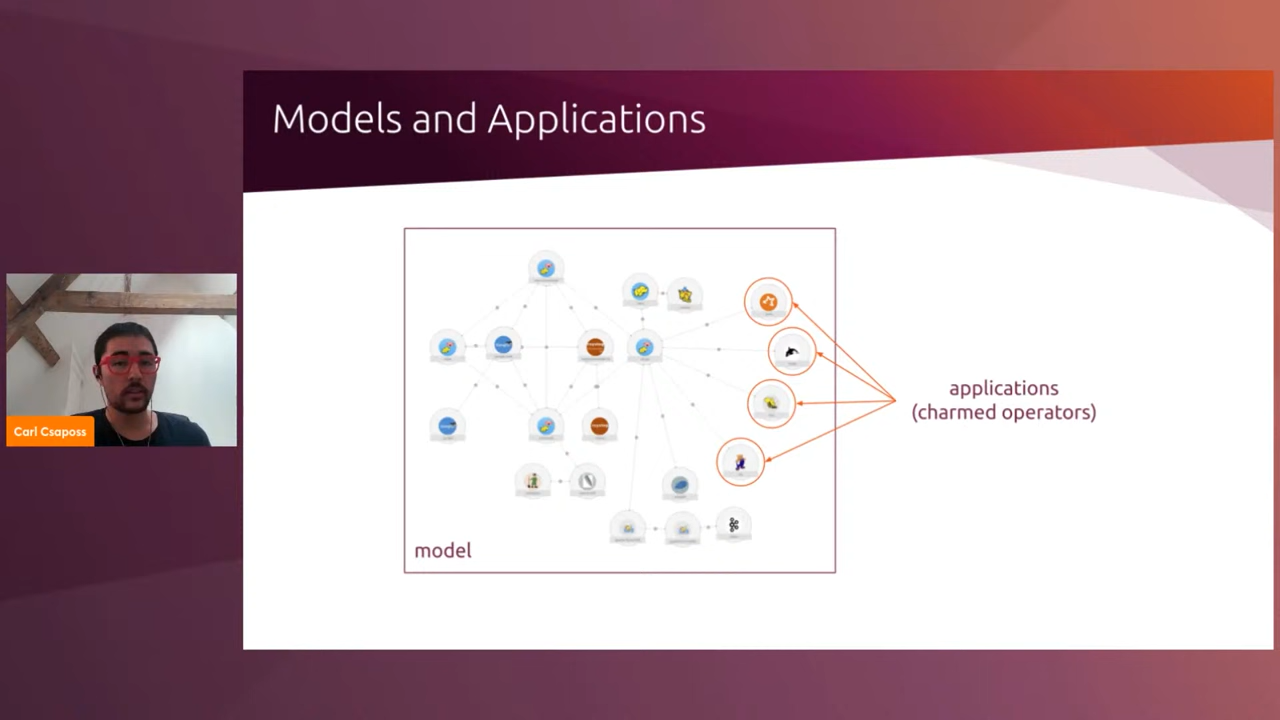 Models and Applications
applications
(charmed operators)
model
Carl Csaposs